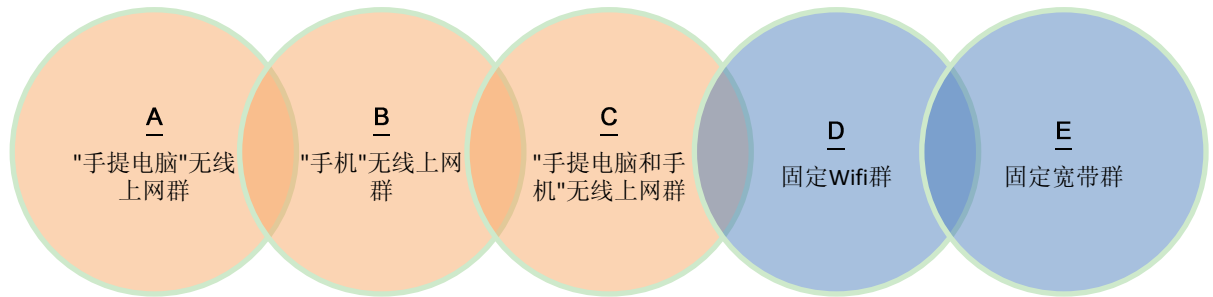 A
"手提电脑"无线
上网群
B
"手机"无线上网
群
C
"手提电脑和手
机"无线上网群
D
固定Wifi群
E
固定宽带群